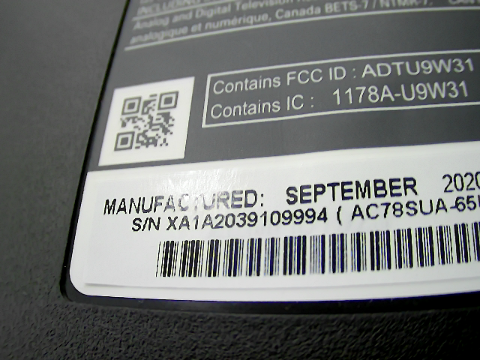 Analog and Digital Television
analogique et numérique, Canada BETS-7 / NTMR-7.
Contains FCC ID : ADTU9W31
Contains IC : 1178A-U9W31
MANUFACTURED: SEPTEMBER 2020
S/N XA1A2039109994 ( AC78SUA-65